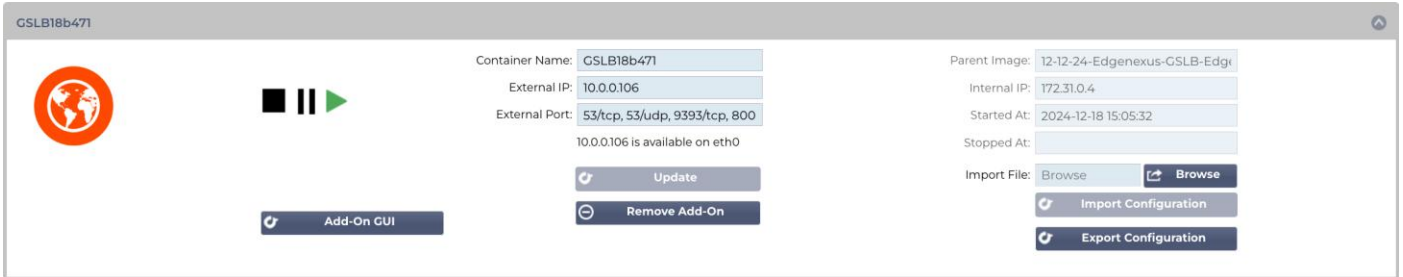 GSLB18b471
Container Name: GSLB18b471
External IP: 10.0.0.106
External Port: 53/tcp, 53/udp, 9393/tcp, 800
10.0.0.106 is available on eth0
Update
Remove Add-On
Add-On GUI
Parent Image: 12-12-24-Edgenexus-GSLB-Edge
Internal IP: 172.31.0.4
Started At: 2024-12-18 15:05:32
Stopped At:
Import File: Browse Browse
Import Configuration
Export Configuration